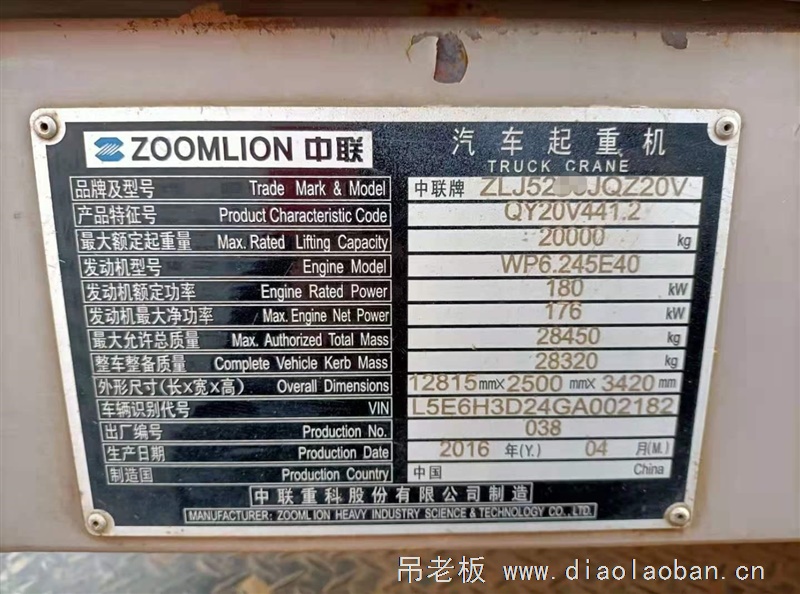 ZOOMLION 中联 汽车起重机
TRUCK CRANE
品牌及型号 Trade Mark & Model 中联牌 ZLJ52 JQZ20V
产品特征号 Product Characteristic Code QY20V441.2
最大额定起重量 Max. Rated Lifting Capacity 20000 kg
发动机型号 Engine Model WP6.245E40
发动机额定功率 Engine Rated Power 180 kW
发动机最大净功率 Max. Engine Net Power 176 kW
最大允许总质量 Max. Authorized Total Mass 28450 kg
整车整备质量 Complete Vehicle Kerb Mass 28320 kg
外形尺寸(长×宽×高) Overall Dimensions 12815mm×2500mm×3420mm
车辆识别代号 VIN L5E6H3D24GA002182
出厂编号 Production No. 038
生产日期 Production Date 2016 年(Y.) 04 月(M.)
制造国 Production Country 中国 China
中联重科股份有限公司制造
MANUFACTURER: ZOOMLION HEAVY INDUSTRY SCIENCE & TECHNOLOGY CO., LTD.
吊老板 www.diaolaoban.cn